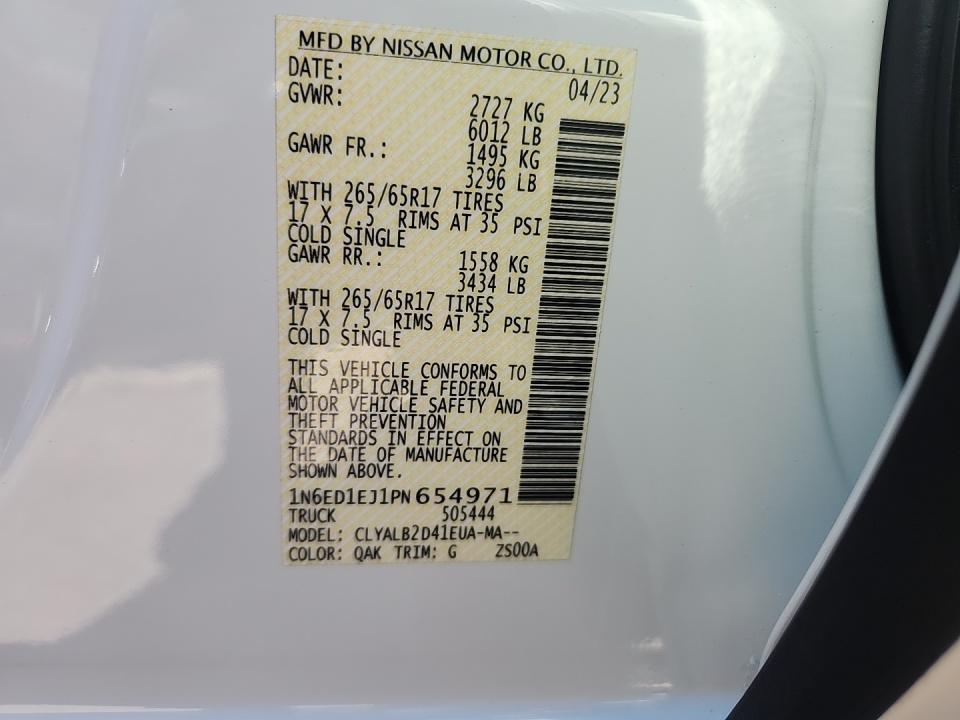 MFD BY NISSAN MOTOR CO., LTD.
DATE: 04/23
GVWR: 2727 KG
6012 LB
GAWR FR.: 1495 KG
3296 LB
WITH 265/65R17 TIRES
17 X 7.5 RIMS AT 35 PSI
COLD SINGLE
GAWR RR.: 1558 KG
3434 LB
WITH 265/65R17 TIRES
17 X 7.5 RIMS AT 35 PSI
COLD SINGLE
THIS VEHICLE CONFORMS TO
ALL APPLICABLE FEDERAL
MOTOR VEHICLE SAFETY AND
THEFT PREVENTION
STANDARDS IN EFFECT ON
THE DATE OF MANUFACTURE
SHOWN ABOVE.
1N6ED1EJ1PN654971
TRUCK 505444
MODEL: CLYALB2D41EUA-MA--
COLOR: QAK TRIM: G ZS00A